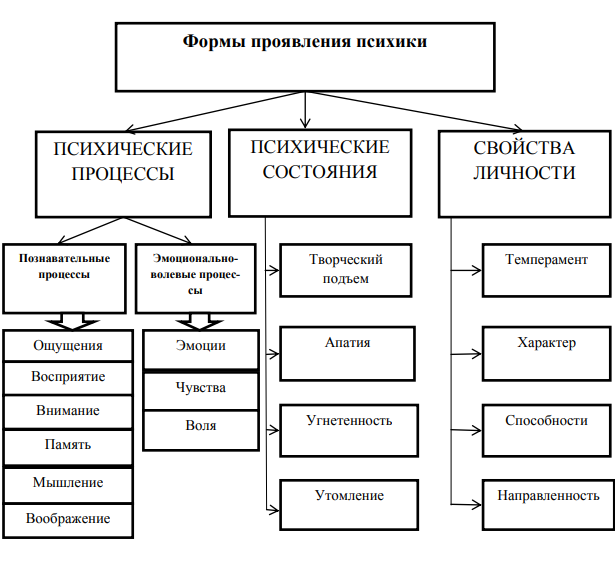 Формы проявления психики
ПСИХИЧЕСКИЕ
ПРОЦЕССЫ
ПСИХИЧЕСКИЕ
СОСТОЯНИЯ
СВОЙСТВА
ЛИЧНОСТИ
Познавательные
процессы
Эмоционально-
волевые процес-
сы
Ощущения
Восприятие
Внимание
Память
Мышление
Воображение
Эмоции
Чувства
Воля
Творческий
подъем
Апатия
Угнетенность
Утомление
Темперамент
Характер
Способности
Направленность